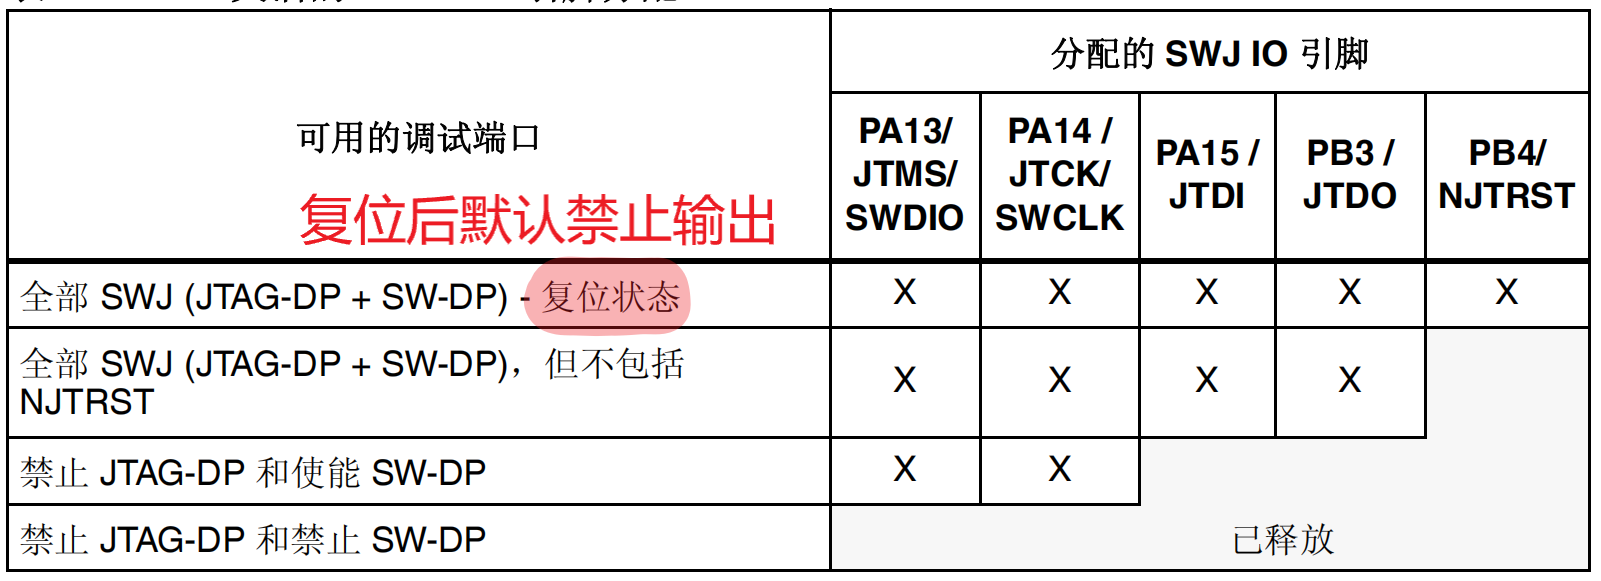 分配的 SWJ IO 引脚
可用的调试端口
PA13/
JTMS/
SWDIO
PA14 /
JTCK/
SWCLK
PA15 /
JTDI
PB3 /
JTDO
PB4/
NJTRST
复位后默认禁止输出
全部 SWJ (JTAG-DP + SW-DP) - 复位状态
X X X X X
全部 SWJ (JTAG-DP + SW-DP)，但不包括
NJTRST
X X X X
禁止 JTAG-DP 和使能 SW-DP
X X
禁止 JTAG-DP 和禁止 SW-DP
已释放